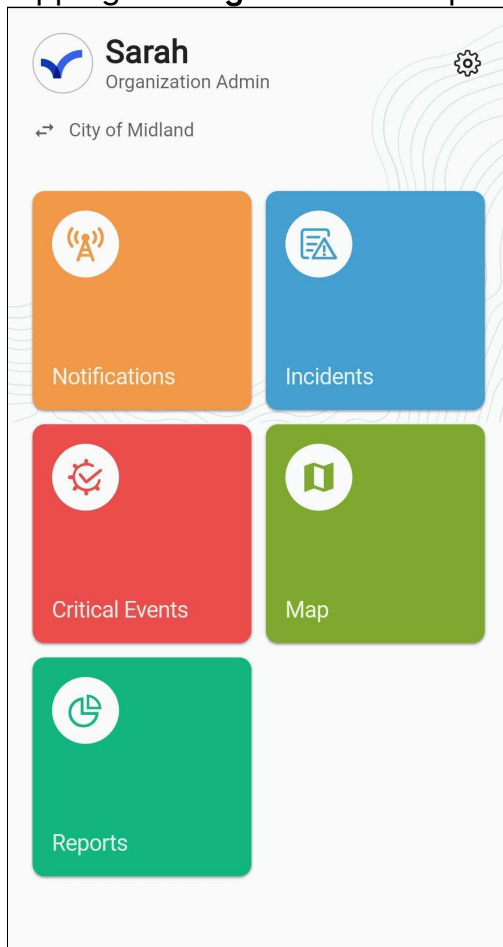 Sarah
Organization Admin
City of Midland
Notifications
Incidents
Critical Events
Map
Reports